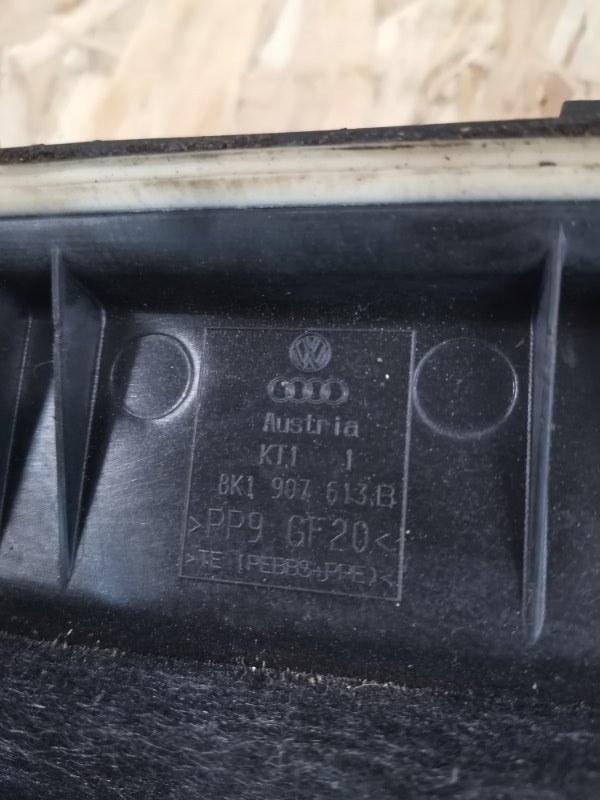 Austria
KT1 1
8K1 907 613.B
>PP9 GF20<
>TE (PEBBS+PPE)<